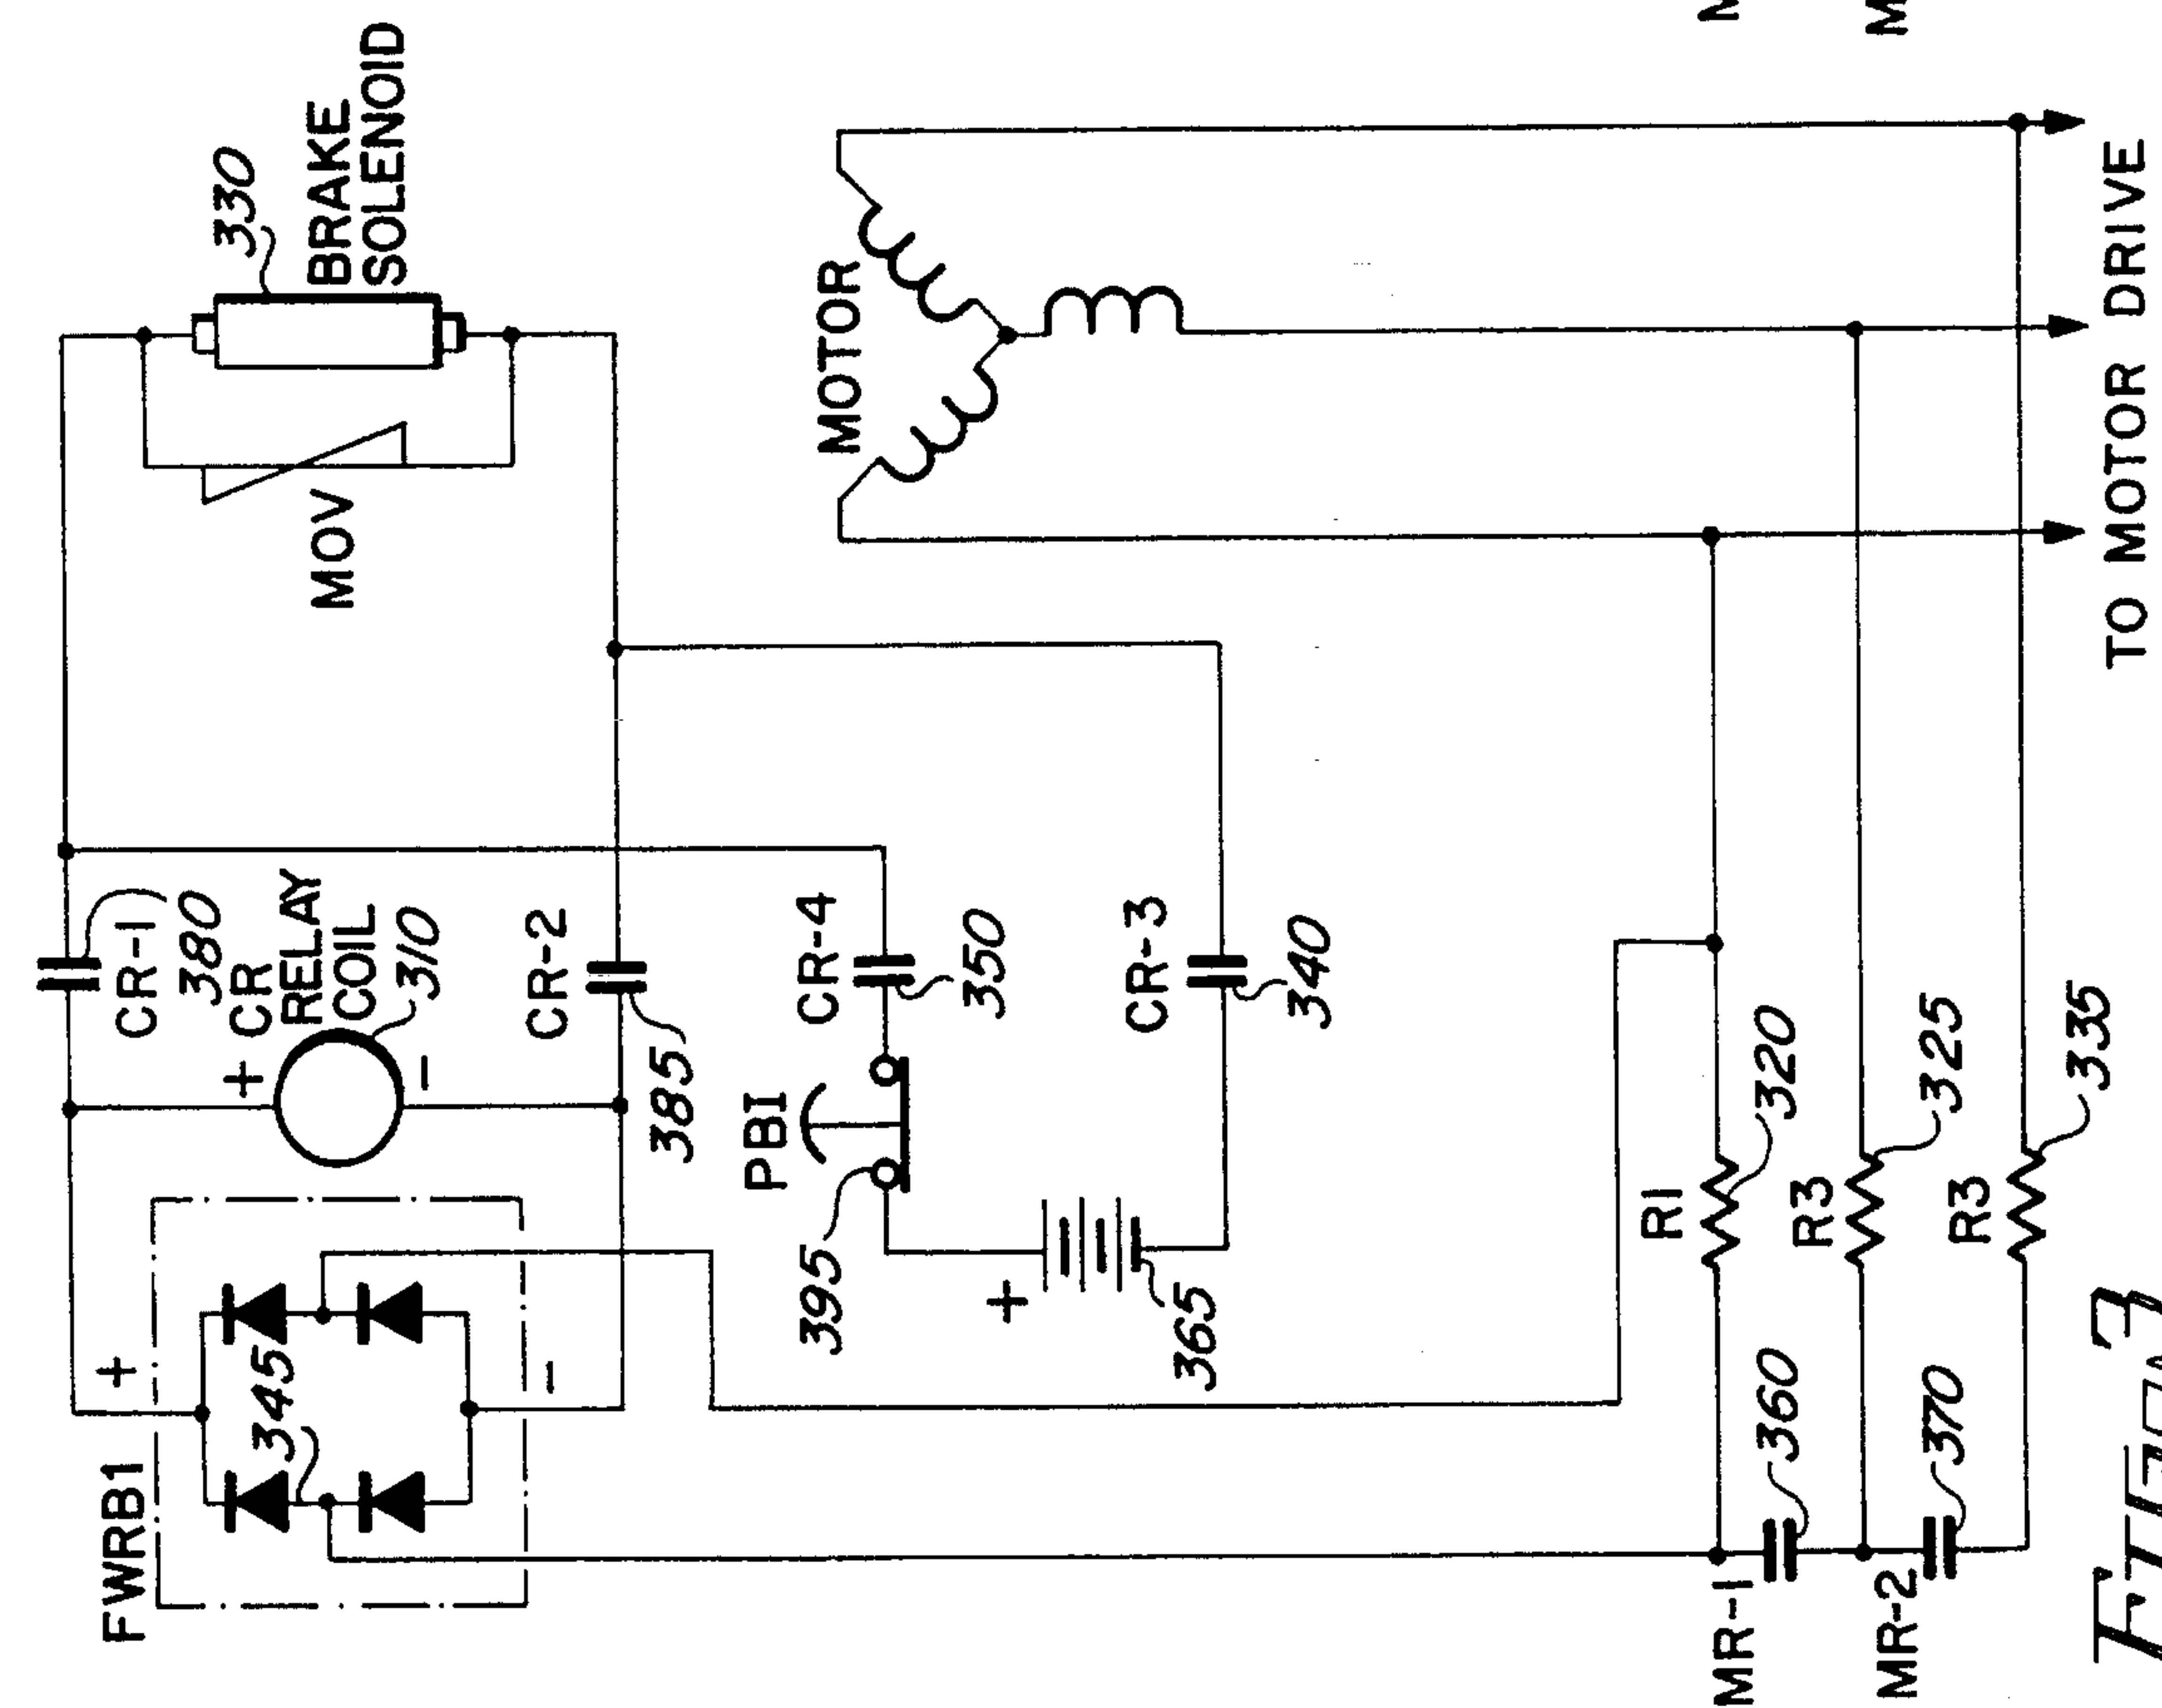 FWRB1
+
345
-
CR-1
380
CR
RELAY
COIL
310
+
-
CR-2
385
330
BRAKE
SOLENOID
MOV
PB1
395
CR-4
350
+
365
CR-3
340
MOTOR
R1
320
R3
325
R3
335
MR-1
360
MR-2
370
M
M
TO MOTOR DRIVE
Fig. 3